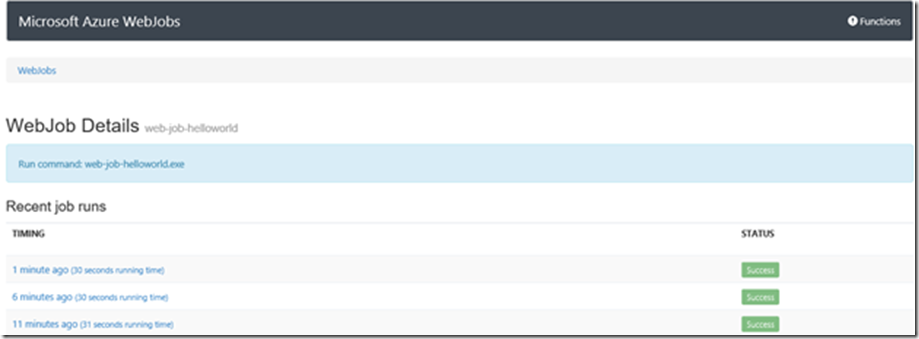 Microsoft Azure WebJobs Functions
WebJobs
WebJob Details web-job-helloworld
Run command: web-job-helloworld.exe
Recent job runs
TIMING STATUS
1 minute ago (30 seconds running time) Success
6 minutes ago (30 seconds running time) Success
11 minutes ago (31 seconds running time) Success